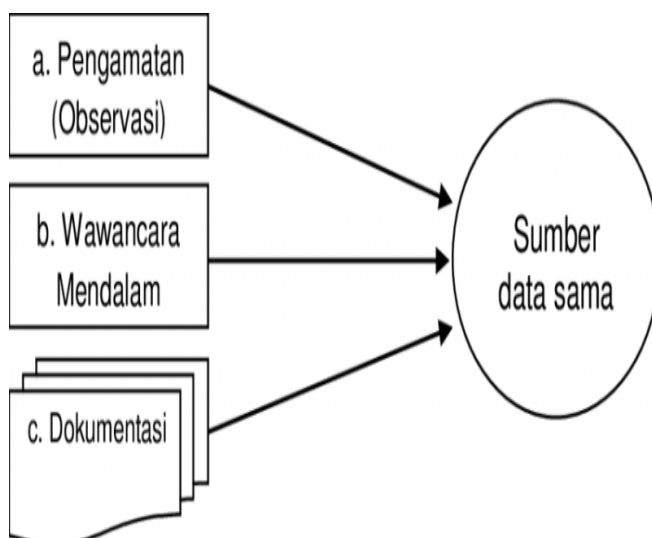 a. Pengamatan
(Observasi)
b. Wawancara
Mendalam
c. Dokumentasi
Sumber
data sama